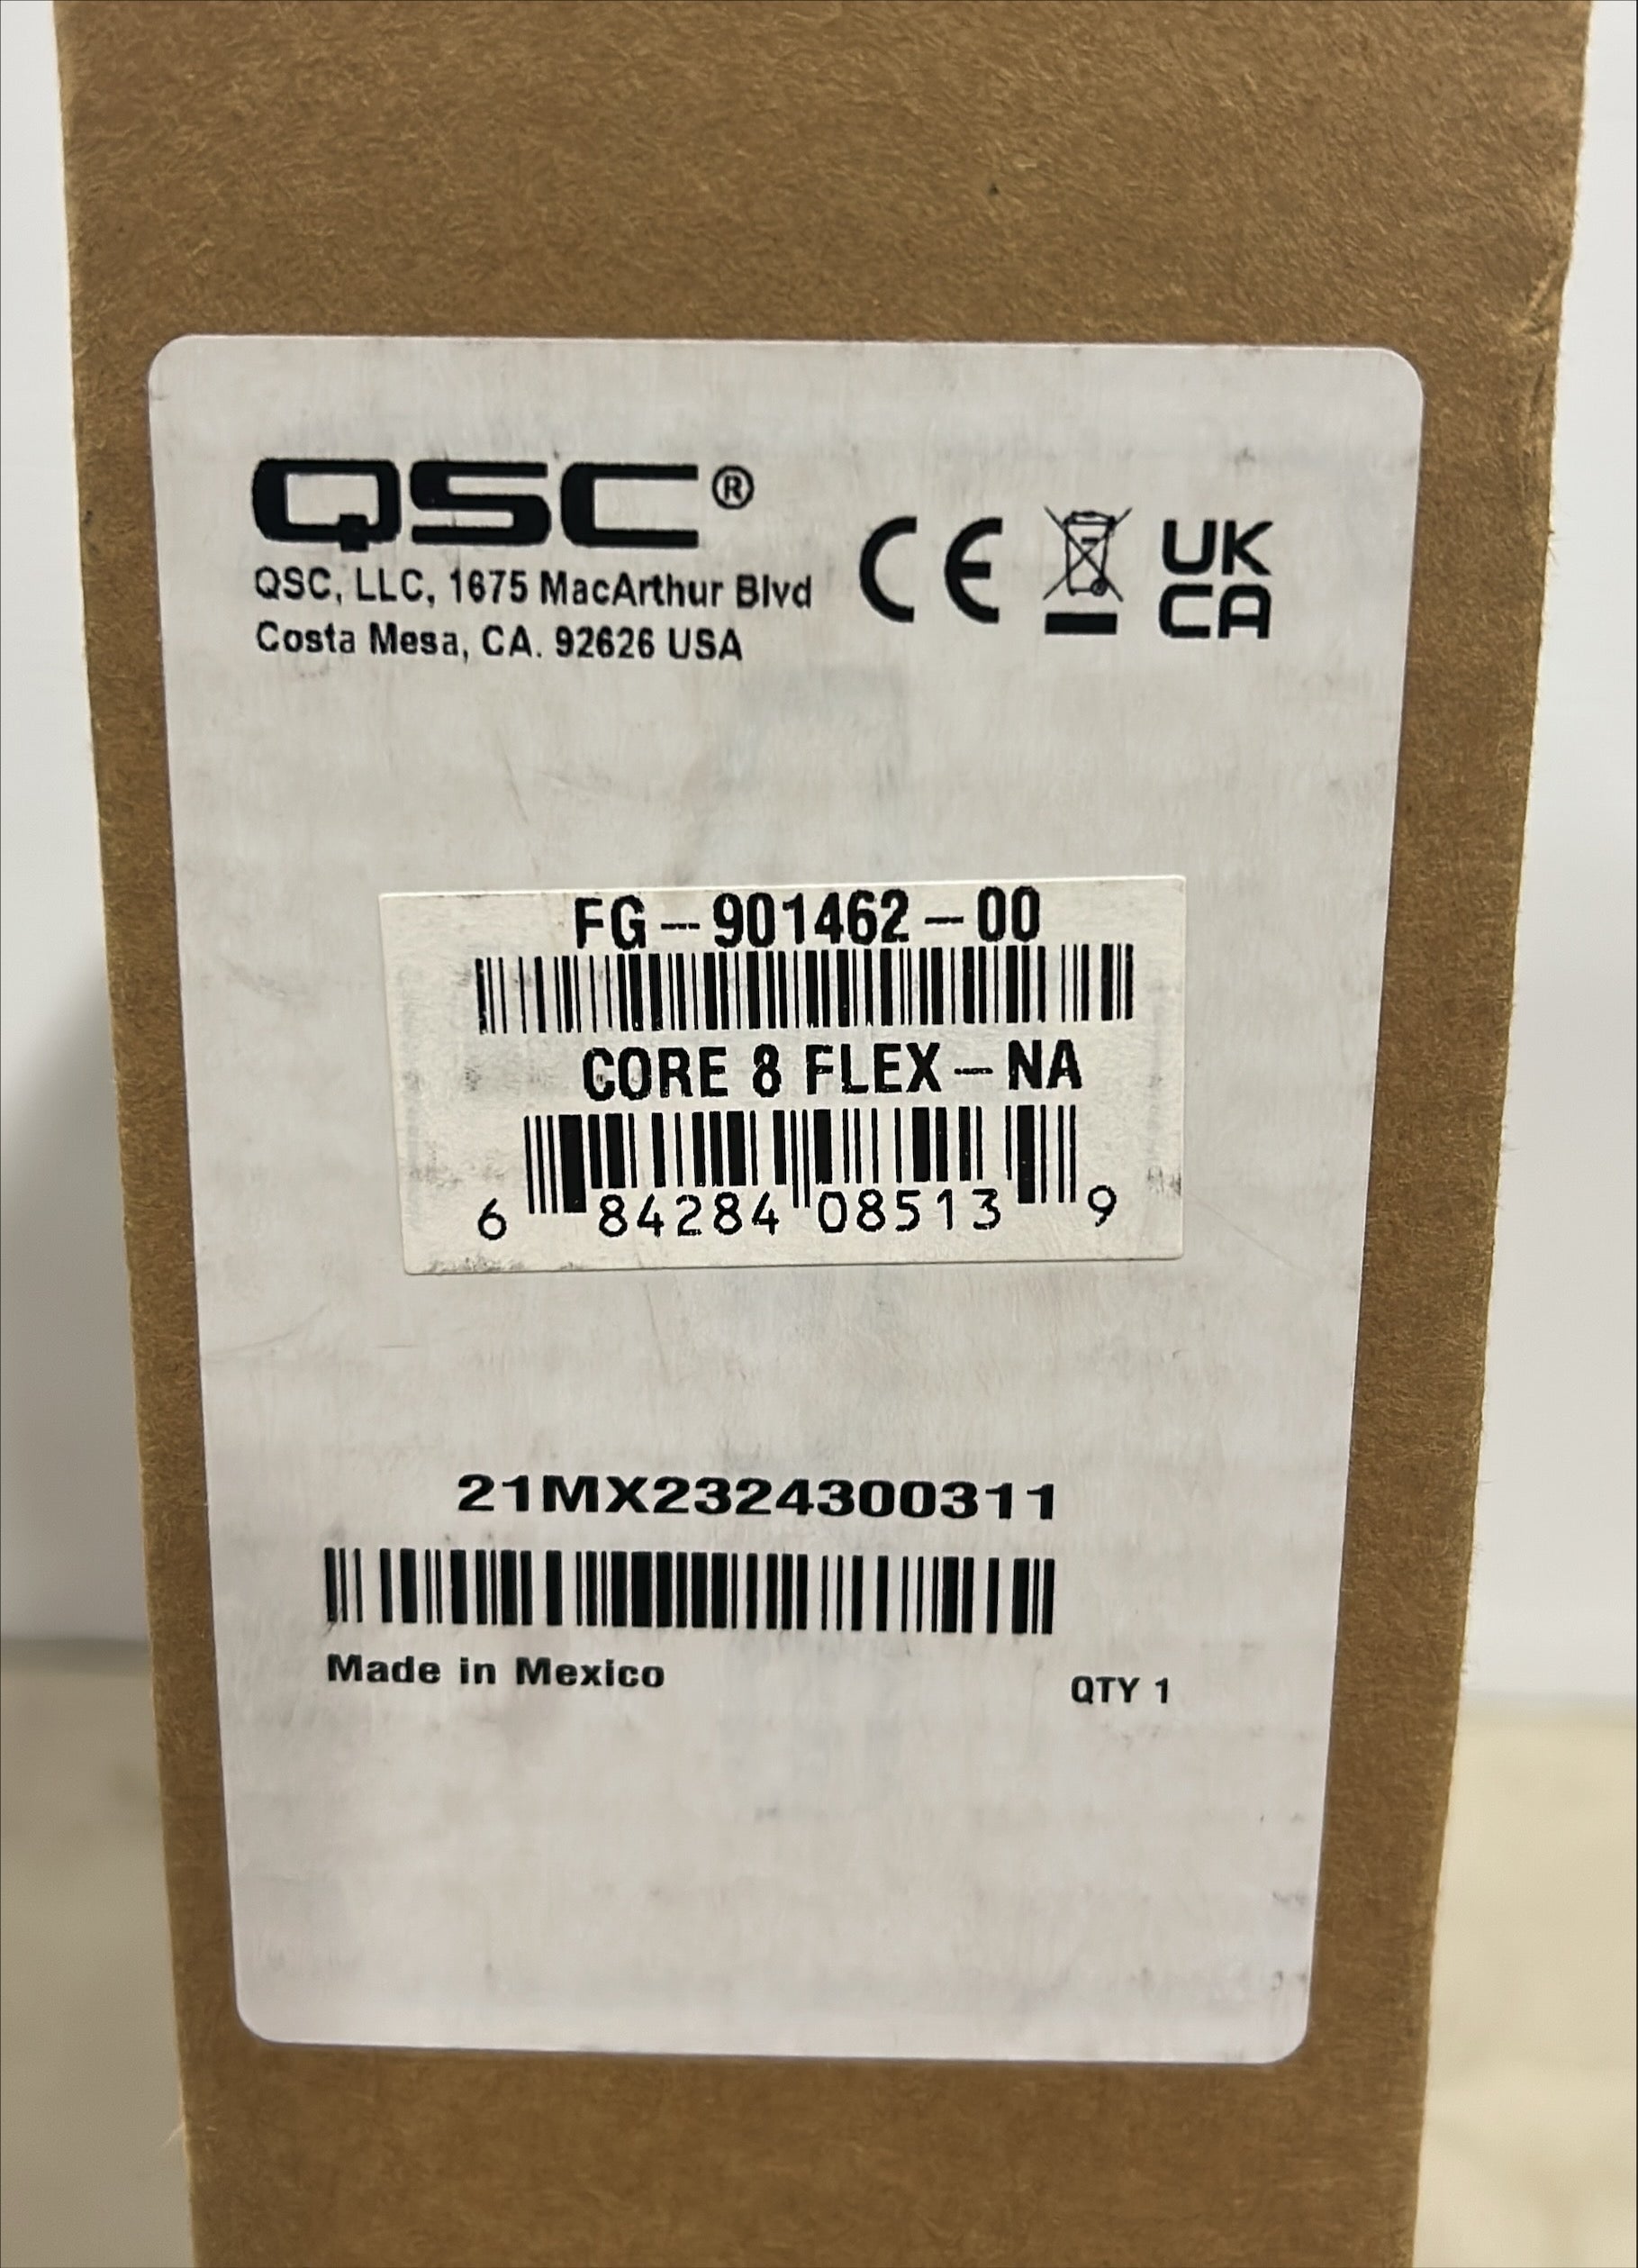 QSC®
QSC, LLC, 1675 MacArthur Blvd
Costa Mesa, CA. 92626 USA
CE
UK
CA
FG-901462-00
CORE 8 FLEX-NA
6 84284 08513 9
21MX2324300311
Made in Mexico
QTY 1